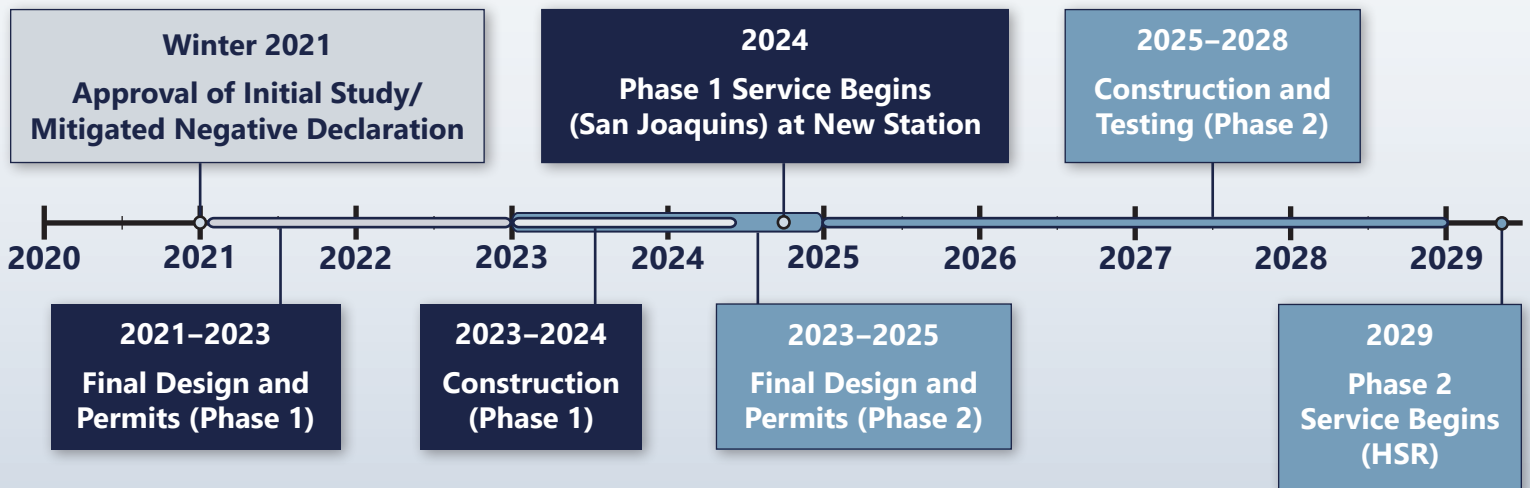 Winter 2021
Approval of Initial Study/
Mitigated Negative Declaration
2024
Phase 1 Service Begins
(San Joaquins) at New Station
2025–2028
Construction and
Testing (Phase 2)
2020
2021
2022
2023
2024
2025
2026
2027
2028
2029
2021–2023
Final Design and
Permits (Phase 1)
2023–2024
Construction
(Phase 1)
2023–2025
Final Design and
Permits (Phase 2)
2029
Phase 2
Service Begins
(HSR)